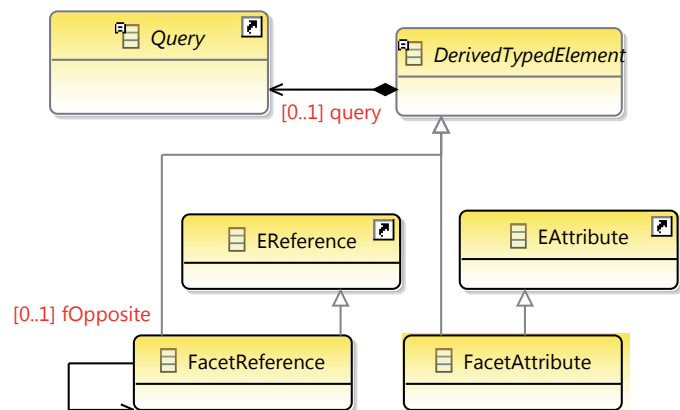 Query
DerivedTypedElement
[0..1] query
EReference
EAttribute
[0..1] fOpposite
FacetReference
FacetAttribute